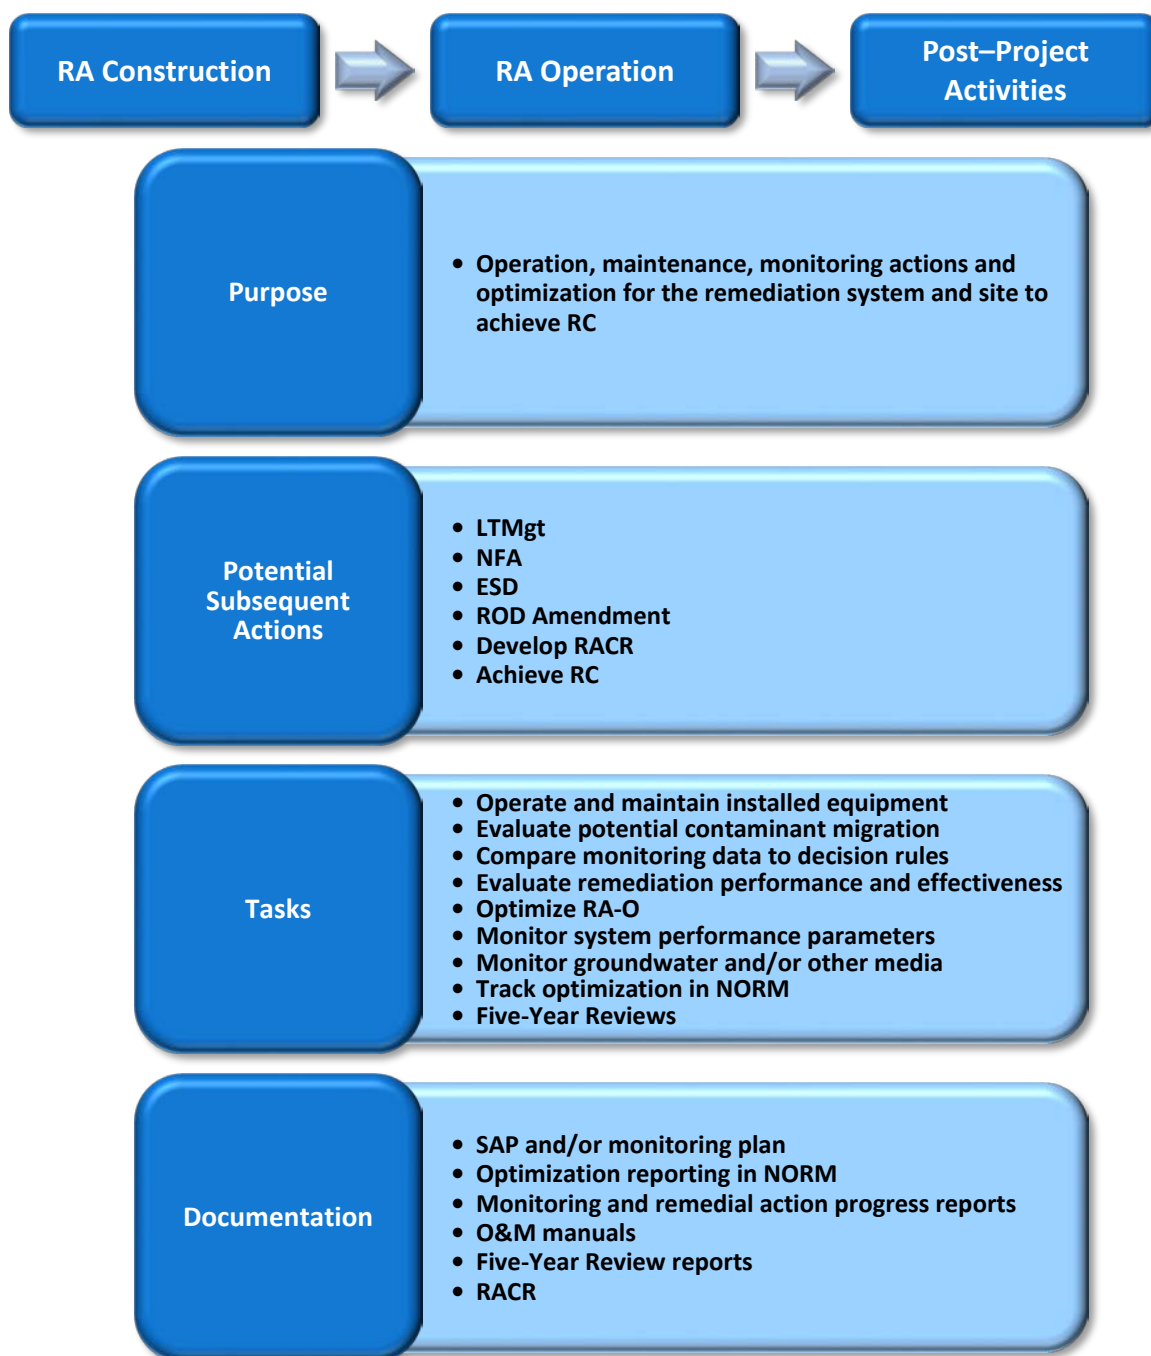 RA Construction
RA Operation
Post–Project
Activities
Purpose
• Operation, maintenance, monitoring actions and
optimization for the remediation system and site to
achieve RC
Potential
Subsequent
Actions
• LTMgt
• NFA
• ESD
• ROD Amendment
• Develop RACR
• Achieve RC
Tasks
• Operate and maintain installed equipment
• Evaluate potential contaminant migration
• Compare monitoring data to decision rules
• Evaluate remediation performance and effectiveness
• Optimize RA-O
• Monitor system performance parameters
• Monitor groundwater and/or other media
• Track optimization in NORM
• Five-Year Reviews
Documentation
• SAP and/or monitoring plan
• Optimization reporting in NORM
• Monitoring and remedial action progress reports
• O&M manuals
• Five-Year Review reports
• RACR